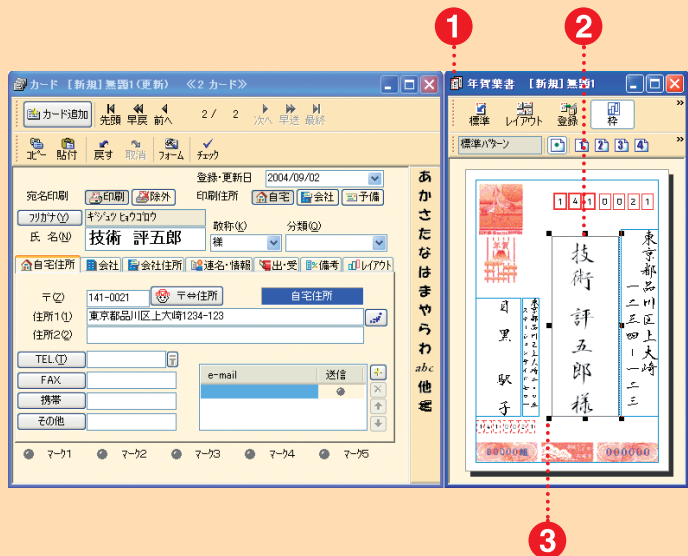 1
2
カード [新規]無題1(更新) ≪2 カード≫
カード追加 先頭 早戻 前へ 2/ 2 次へ 早送 最終
コピー 貼付 戻す 取消 フォーム チェック
登録・更新日 2004/09/02
宛名印刷 印刷 除外 印刷住所 自宅 会社 予備
フリガナ(Y) ギジュツ ヒョウゴロウ
敬称(K) 分類(Q)
氏 名(N) 技術 評五郎 様
自宅住所 会社 会社住所 連名・情報 出・受 備考 レイアウト
〒(Z) 141-0021 〒⇔住所 自宅住所
住所1(1) 東京都品川区上大崎1234-123
住所2(2)
TEL(T)
FAX
携帯
その他
e-mail 送信
マーク1 マーク2 マーク3 マーク4 マーク5
あ
か
さ
た
な
は
ま
や
ら
わ
abc
他
年賀葉書 [新規]無題1
標準 レイアウト 登録 枠 »
標準パターン 1 2 3 4 »
1410021
東京都品川区上大崎
一二三四-一二三
技術 評五郎 様
目黒 駅子
1410021
年賀
B0000組 000000
3